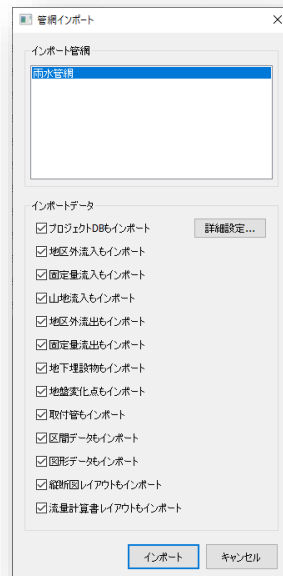 管網インポート
インポート管網
雨水管網
インポートデータ
プロジェクトDBもインポート
詳細設定...
地区外流入もインポート
固定量流入もインポート
山地流入もインポート
地区外流出もインポート
固定量流出もインポート
地下埋設物もインポート
地盤変化点もインポート
取付管もインポート
区間データもインポート
図形データもインポート
縦断図レイアウトもインポート
流量計算書レイアウトもインポート
インポート
キャンセル